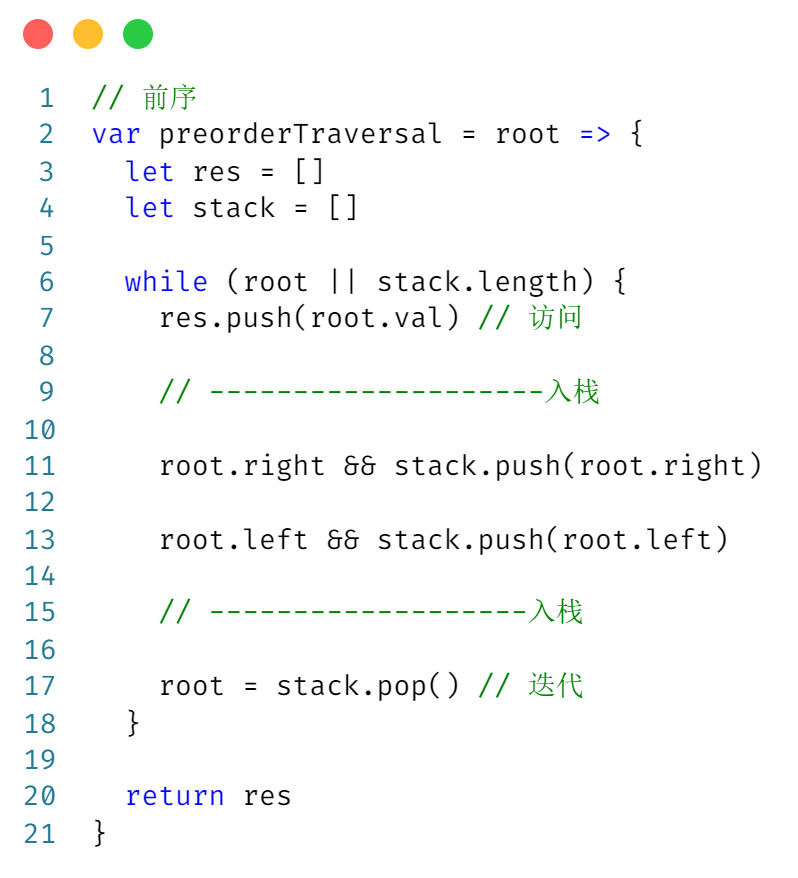 1 // 前序
2 var preorderTraversal = root => {
3   let res = []
4   let stack = []
5
6   while (root || stack.length) {
7     res.push(root.val) // 访问
8
9     // --------------------入栈
10
11     root.right && stack.push(root.right)
12
13     root.left && stack.push(root.left)
14
15     // -------------------入栈
16
17     root = stack.pop() // 迭代
18   }
19
20   return res
21 }